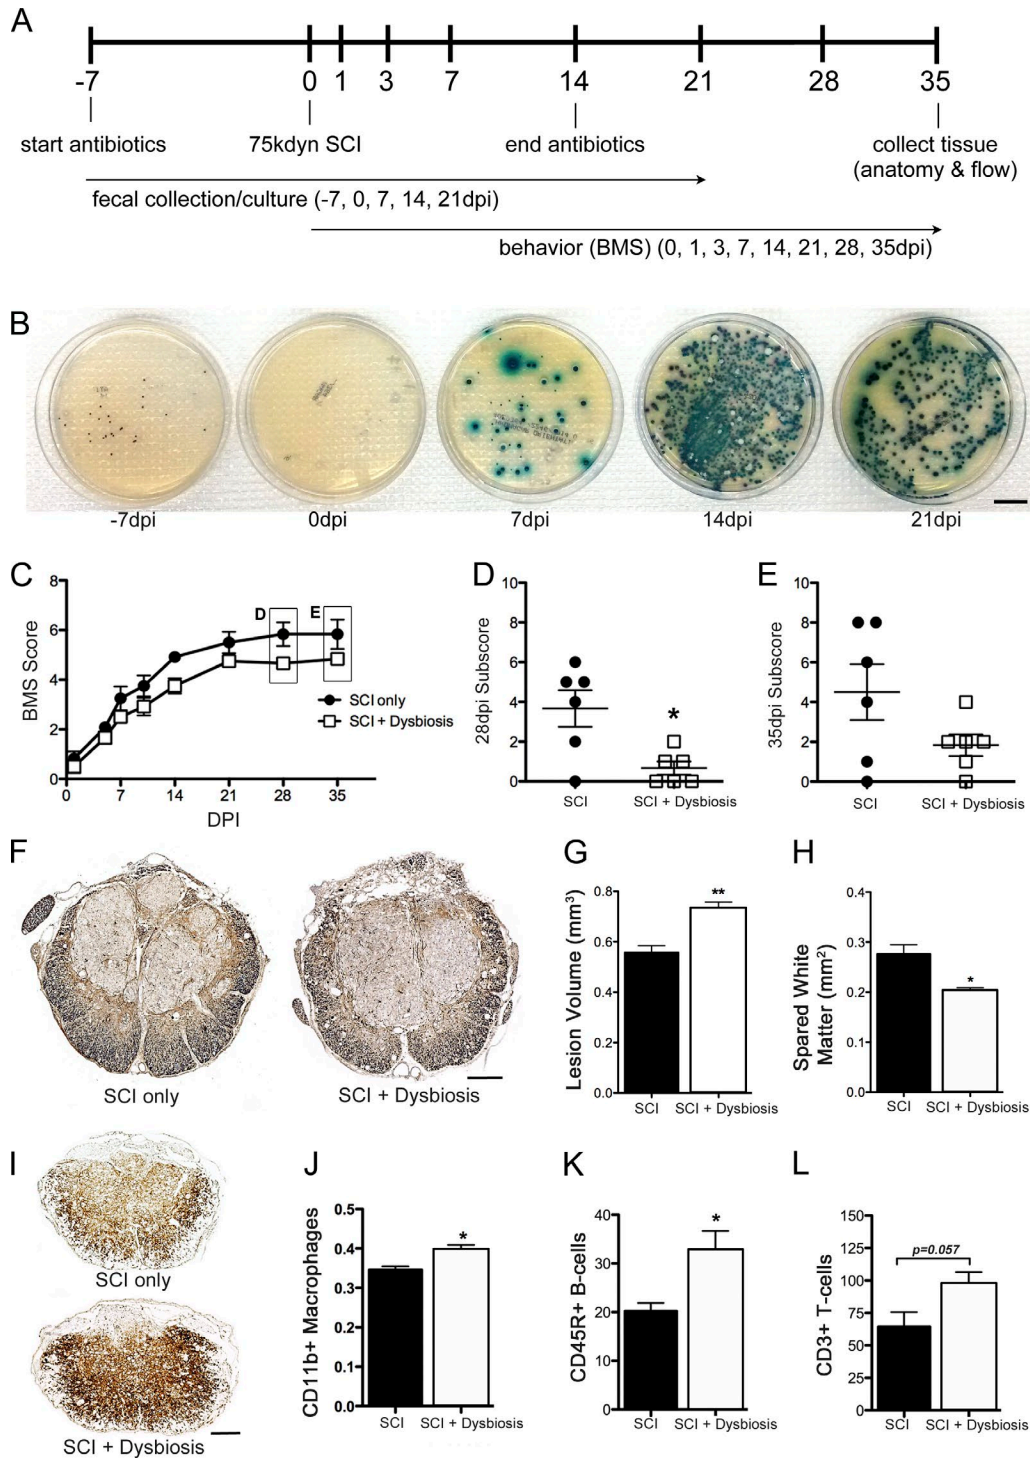 A
-7 0 1 3 7 14 21 28 35
start antibiotics 75kdyn SCI end antibiotics collect tissue
(anatomy & flow)
fecal collection/culture (-7, 0, 7, 14, 21dpi)
behavior (BMS) (0, 1, 3, 7, 14, 21, 28, 35dpi)
B
-7dpi 0dpi 7dpi 14dpi 21dpi
C
BMS Score
8
6
4
2
0
0 1 7 14 21 28 35
DPI
D E
SCI only
SCI + Dysbiosis
D
28dpi Subscore
10
8
6
4
2
0
*
SCI SCI + Dysbiosis
E
35dpi Subscore
10
8
6
4
2
0
SCI SCI + Dysbiosis
F
SCI only SCI + Dysbiosis
G
Lesion Volume (mm³)
0.8
0.6
0.4
0.2
0.0
**
SCI SCI + Dysbiosis
H
Spared White
Matter (mm²)
0.4
0.3
0.2
0.1
0.0
*
SCI SCI + Dysbiosis
I
SCI only
SCI + Dysbiosis
J
CD11b+ Macrophages
0.5
0.4
0.3
0.2
0.1
0.0
*
SCI SCI + Dysbiosis
K
CD45R+ B-cells
40
30
20
10
0
*
SCI SCI + Dysbiosis
L
CD3+ T-cells
150
125
100
75
50
25
0
p=0.057
SCI SCI + Dysbiosis